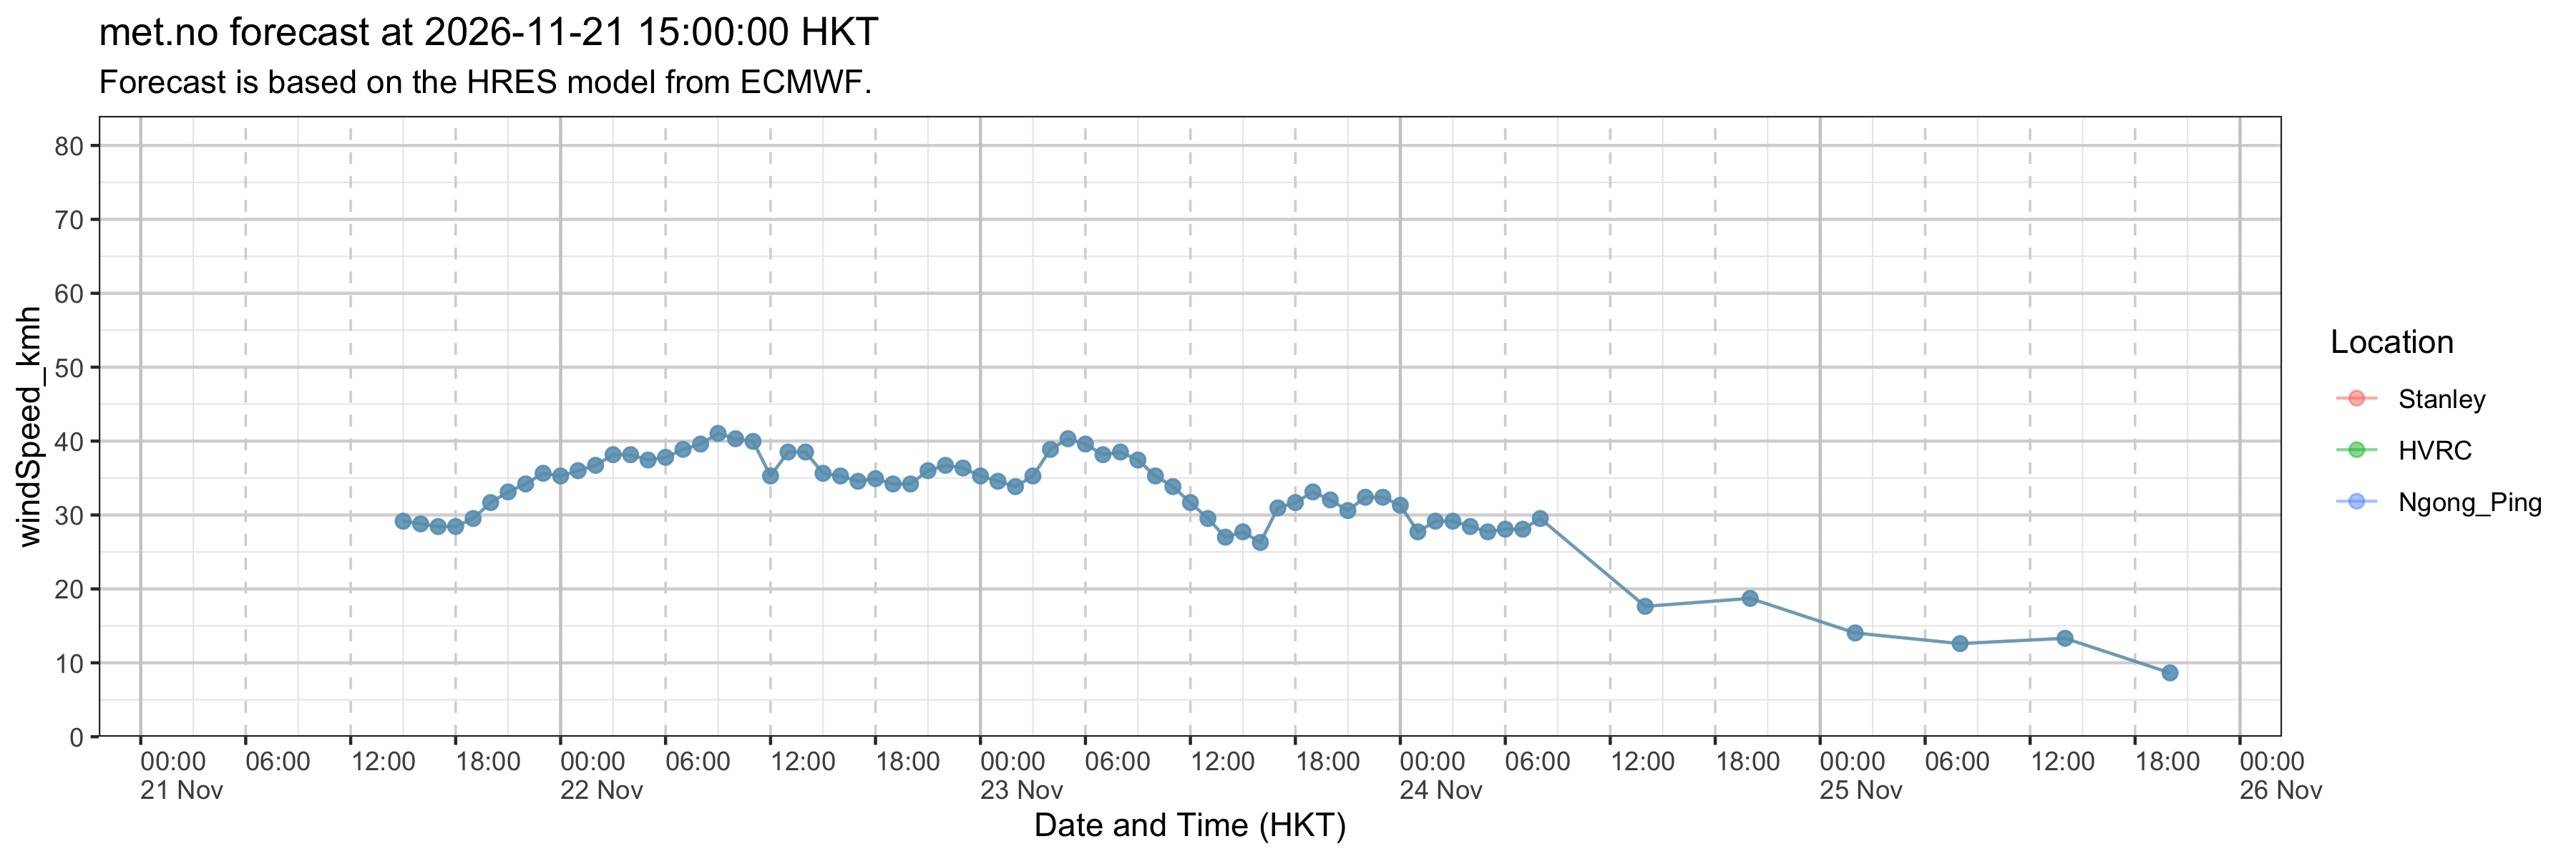 met.no forecast at 2026-11-21 15:00:00 HKT
Forecast is based on the HRES model from ECMWF.
windSpeed_kmh
80
70
60
50
40
30
20
10
0
00:00 06:00 12:00 18:00 00:00 06:00 12:00 18:00 00:00 06:00 12:00 18:00 00:00 06:00 12:00 18:00 00:00 06:00 12:00 18:00 00:00
21 Nov 22 Nov 23 Nov 24 Nov 25 Nov 26 Nov
Date and Time (HKT)
Location
Stanley
HVRC
Ngong_Ping